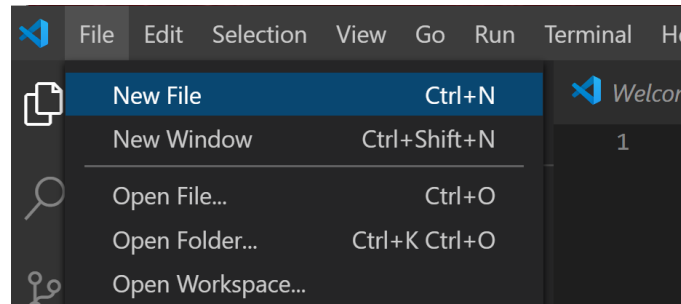 File Edit Selection View Go Run Terminal
New File Ctrl+N
New Window Ctrl+Shift+N
Open File... Ctrl+O
Open Folder... Ctrl+K Ctrl+O
Open Workspace...
1